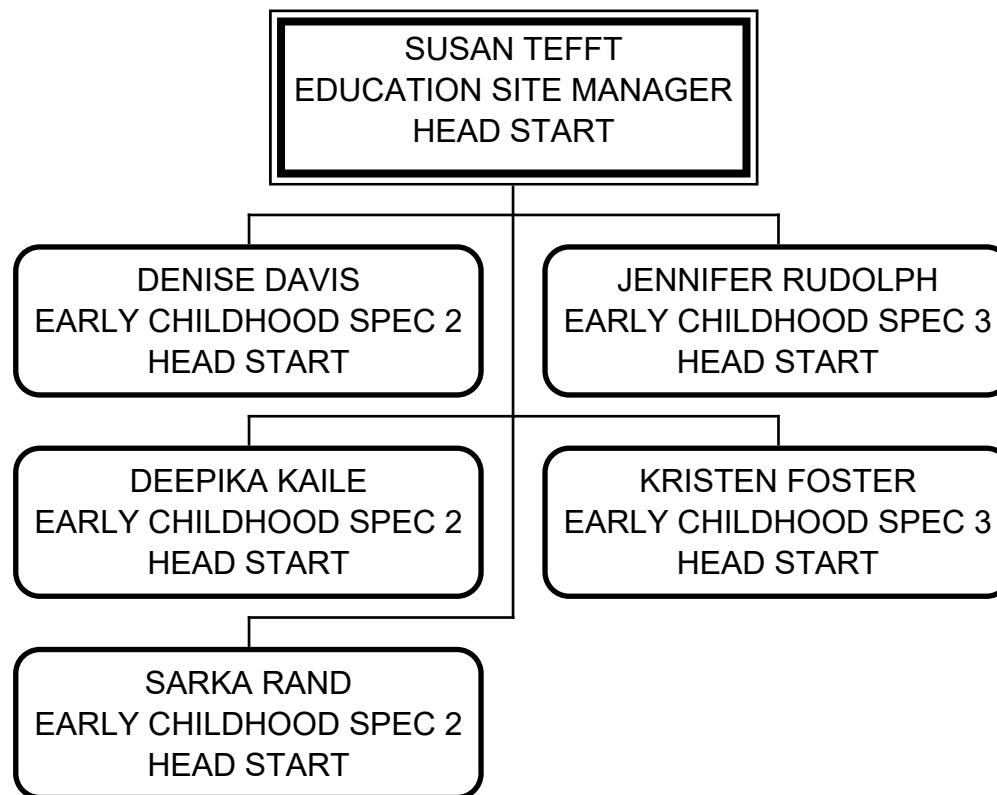 SUSAN TEFFT
EDUCATION SITE MANAGER
HEAD START
DENISE DAVIS
EARLY CHILDHOOD SPEC 2
HEAD START
JENNIFER RUDOLPH
EARLY CHILDHOOD SPEC 3
HEAD START
DEEPIKA KAILE
EARLY CHILDHOOD SPEC 2
HEAD START
KRISTEN FOSTER
EARLY CHILDHOOD SPEC 3
HEAD START
SARKA RAND
EARLY CHILDHOOD SPEC 2
HEAD START